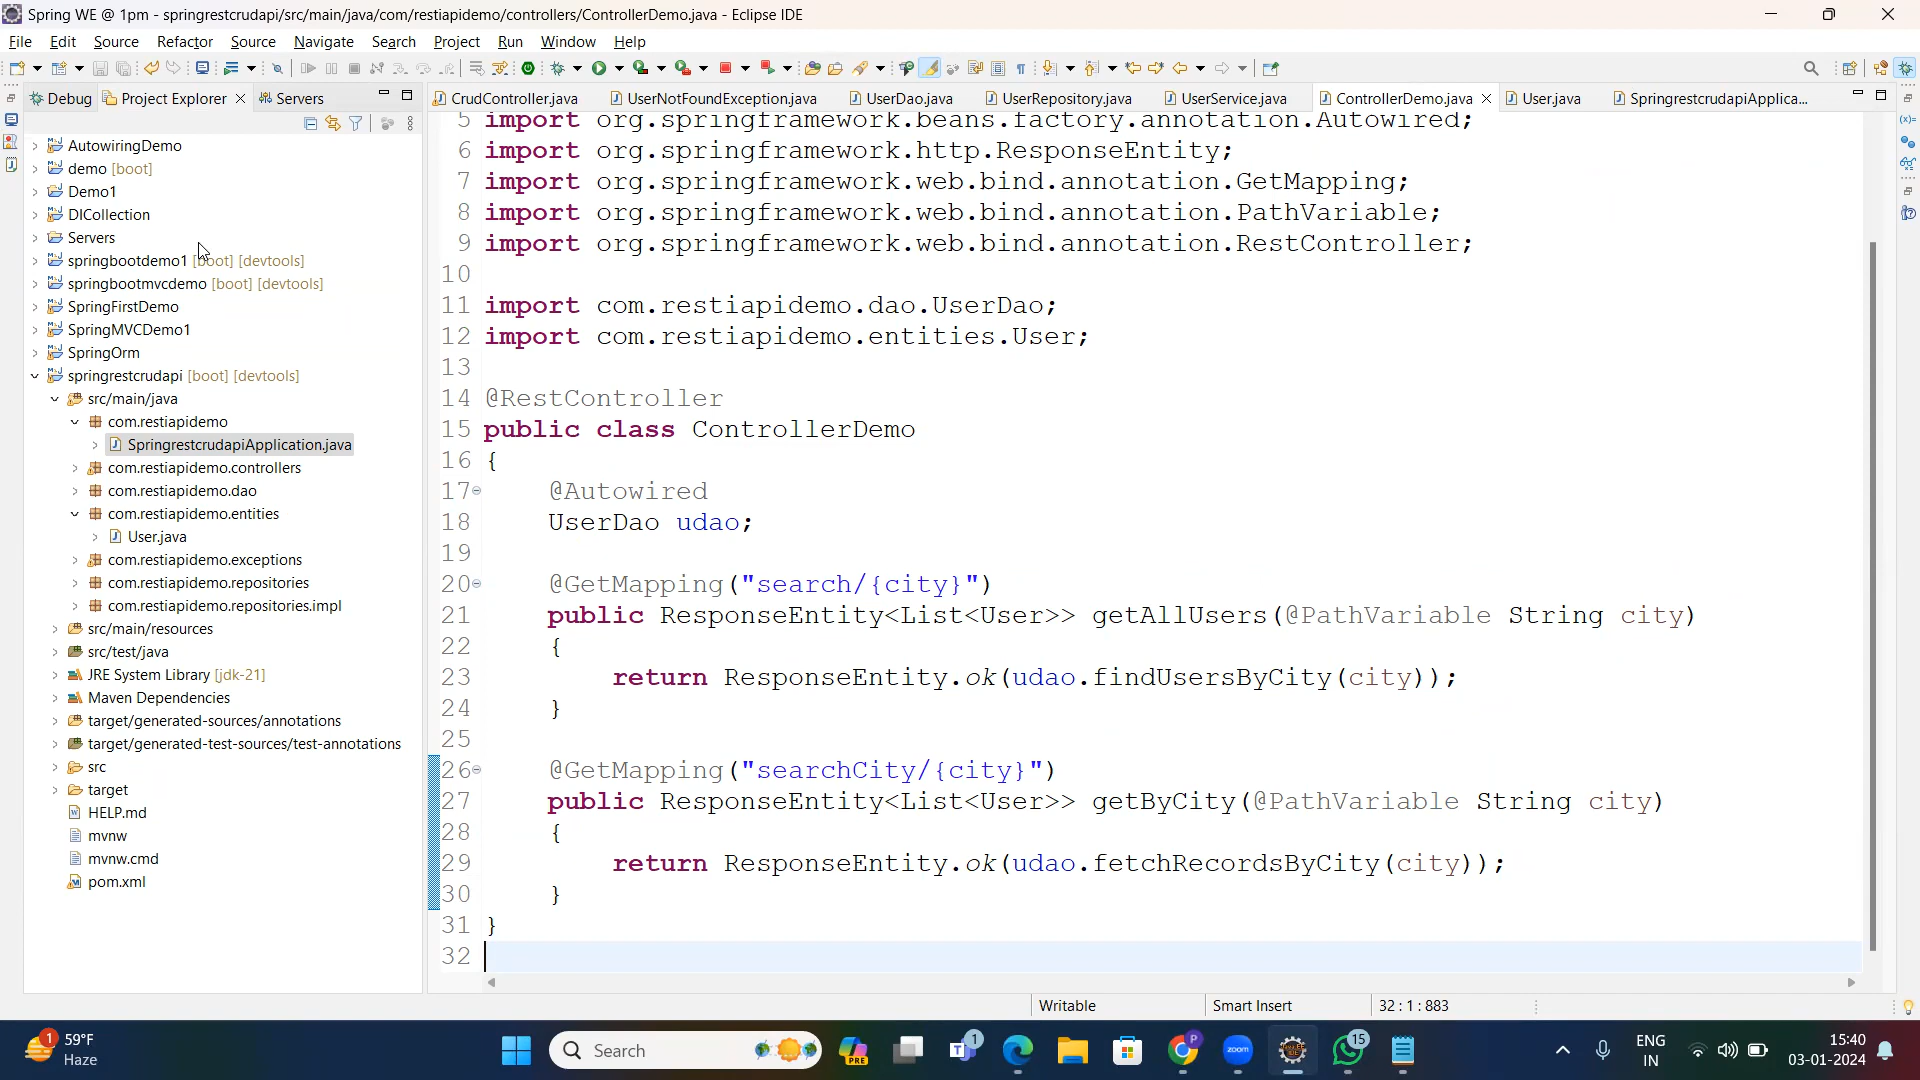 Spring WE @ 1pm - springrestcrudapi/src/main/java/com/restiapidemo/controllers/ControllerDemo.java - Eclipse IDE
File Edit Source Refactor Source Navigate Search Project Run Window Help
Debug Project Explorer Servers
CrudController.java UserNotFoundException.java UserDao.java UserRepository.java UserService.java ControllerDemo.java User.java SpringrestcrudapiApplica...
AutowiringDemo
demo [boot]
Demo1
DICollection
Servers
springbootdemo1 [boot] [devtools]
springbootmvcdemo [boot] [devtools]
SpringFirstDemo
SpringMVCDemo1
SpringOrm
springrestcrudapi [boot] [devtools]
src/main/java
com.restiapidemo
SpringrestcrudapiApplication.java
com.restiapidemo.controllers
com.restiapidemo.dao
com.restiapidemo.entities
User.java
com.restiapidemo.exceptions
com.restiapidemo.repositories
com.restiapidemo.repositories.impl
src/main/resources
src/test/java
JRE System Library [jdk-21]
Maven Dependencies
target/generated-sources/annotations
target/generated-test-sources/test-annotations
src
target
HELP.md
mvnw
mvnw.cmd
pom.xml
5 import org.springframework.beans.factory.annotation.Autowired;
6 import org.springframework.http.ResponseEntity;
7 import org.springframework.web.bind.annotation.GetMapping;
8 import org.springframework.web.bind.annotation.PathVariable;
9 import org.springframework.web.bind.annotation.RestController;
10
11 import com.restiapidemo.dao.UserDao;
12 import com.restiapidemo.entities.User;
13
14 @RestController
15 public class ControllerDemo
16 {
17 @Autowired
18 UserDao udao;
19
20 @GetMapping("search/{city}")
21 public ResponseEntity<List<User>> getAllUsers(@PathVariable String city)
22 {
23 return ResponseEntity.ok(udao.findUsersByCity(city));
24 }
25
26 @GetMapping("searchCity/{city}")
27 public ResponseEntity<List<User>> getByCity(@PathVariable String city)
28 {
29 return ResponseEntity.ok(udao.fetchRecordsByCity(city));
30 }
31 }
32
Writable Smart Insert 32 : 1 : 883
1 59°F
Haze
Search
PRE
1
P
zoom
15
ENG
IN
15:40
03-01-2024